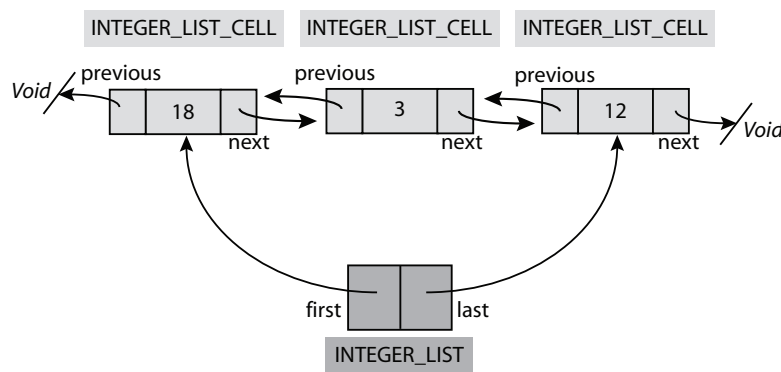 INTEGER_LIST_CELL INTEGER_LIST_CELL INTEGER_LIST_CELL
previous previous previous
Void
18 3 12
next next next
Void
first last
INTEGER_LIST